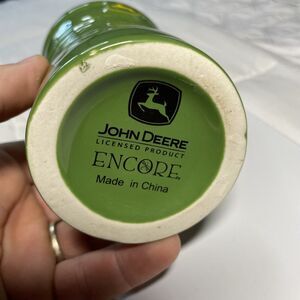 JOHN DEERE
LICENSED PRODUCT
ENCORE
Made in China